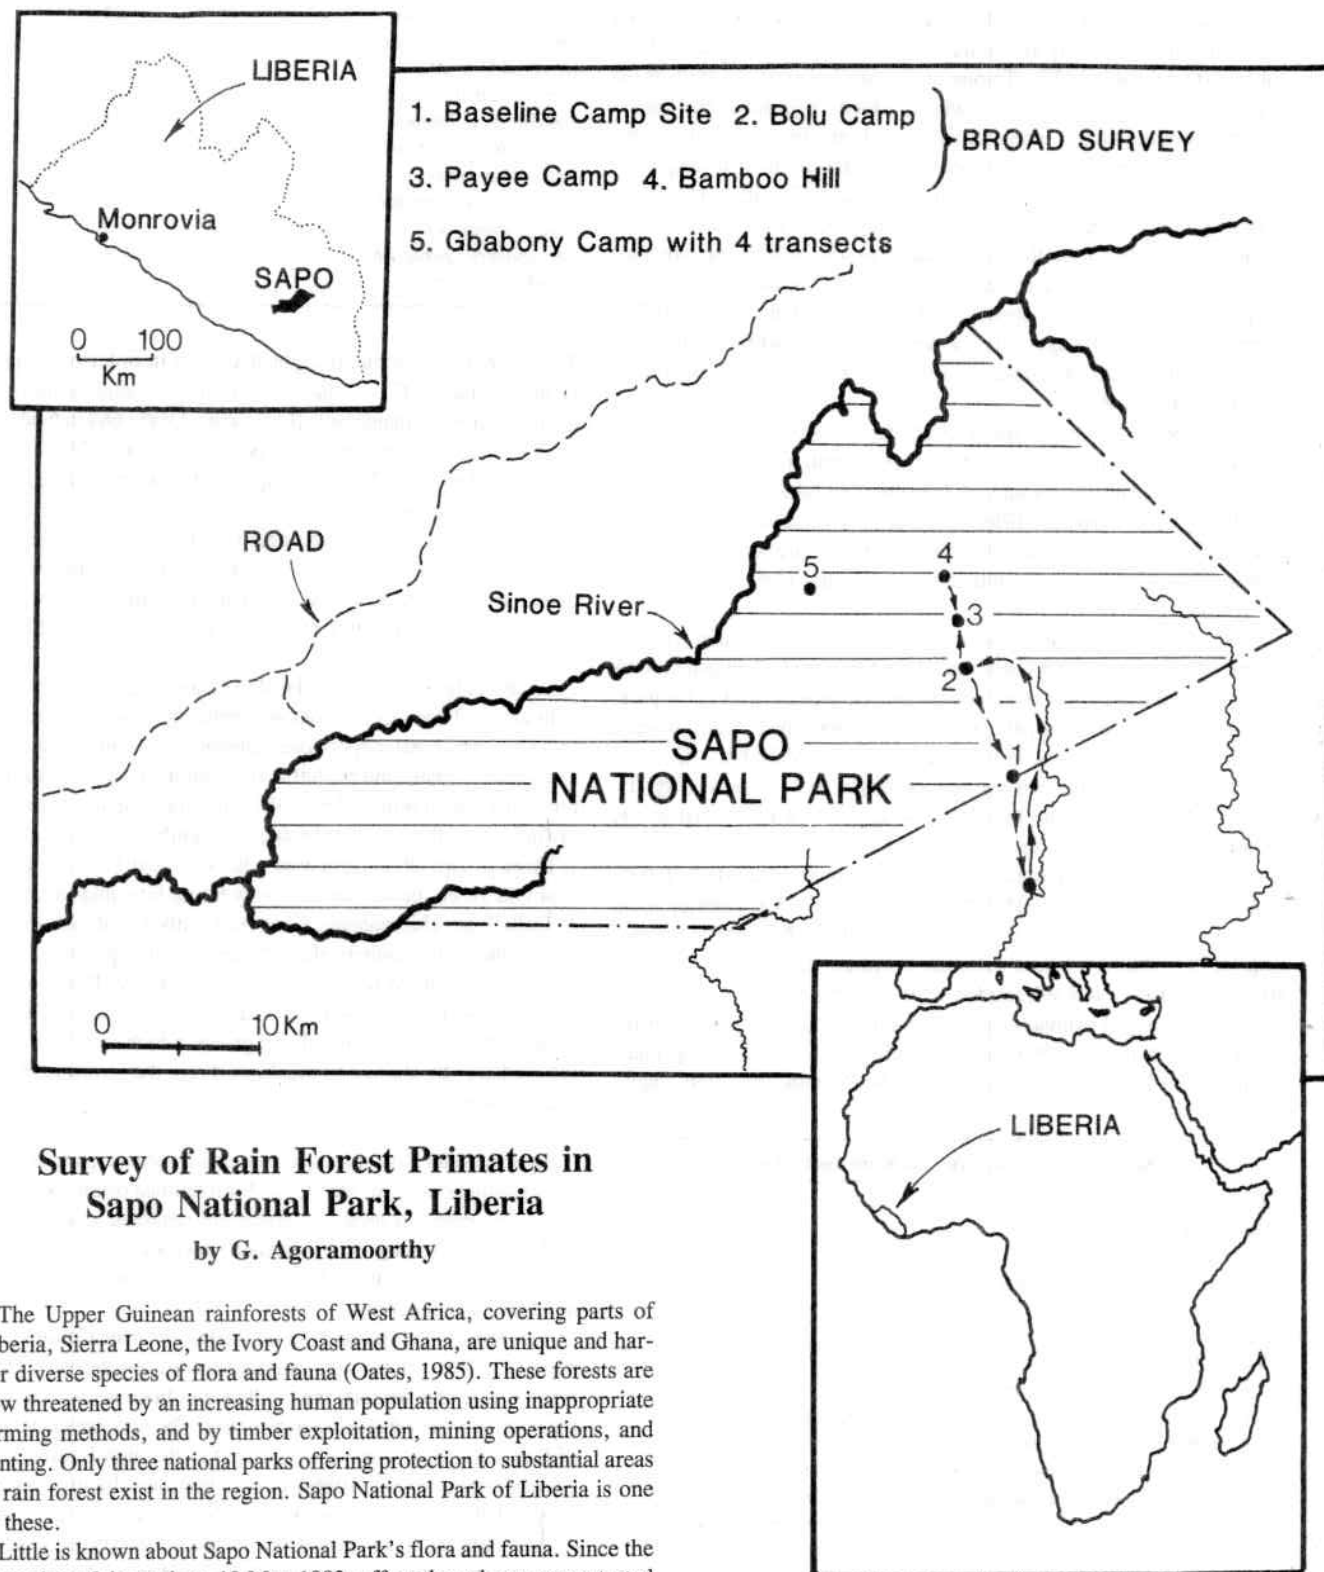 LIBERIA
Monrovia
SAPO
0 100
Km
1. Baseline Camp Site 2. Bolu Camp
3. Payee Camp 4. Bamboo Hill
BROAD SURVEY
5. Gbabony Camp with 4 transects
ROAD
Sinoe River
5
4
3
2
1
SAPO
NATIONAL PARK
0 10 Km
LIBERIA
Survey of Rain Forest Primates in
Sapo National Park, Liberia
by G. Agoramoorthy
The Upper Guinean rainforests of West Africa, covering parts of
beria, Sierra Leone, the Ivory Coast and Ghana, are unique and har-
r diverse species of flora and fauna (Oates, 1985). These forests are
w threatened by an increasing human population using inappropriate
rming methods, and by timber exploitation, mining operations, and
nting. Only three national parks offering protection to substantial areas
rain forest exist in the region. Sapo National Park of Liberia is one
these.
Little is known about Sapo National Park's flora and fauna. Since the